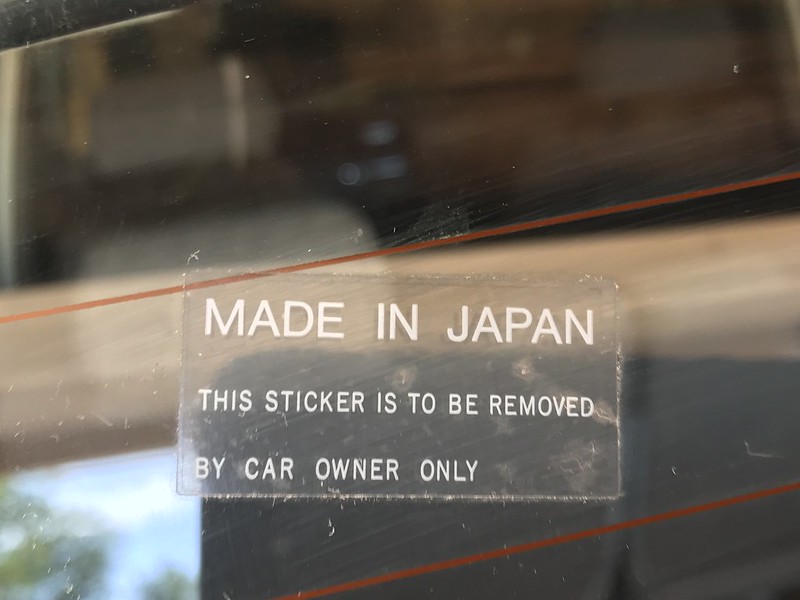 MADE IN JAPAN
THIS STICKER IS TO BE REMOVED
BY CAR OWNER ONLY